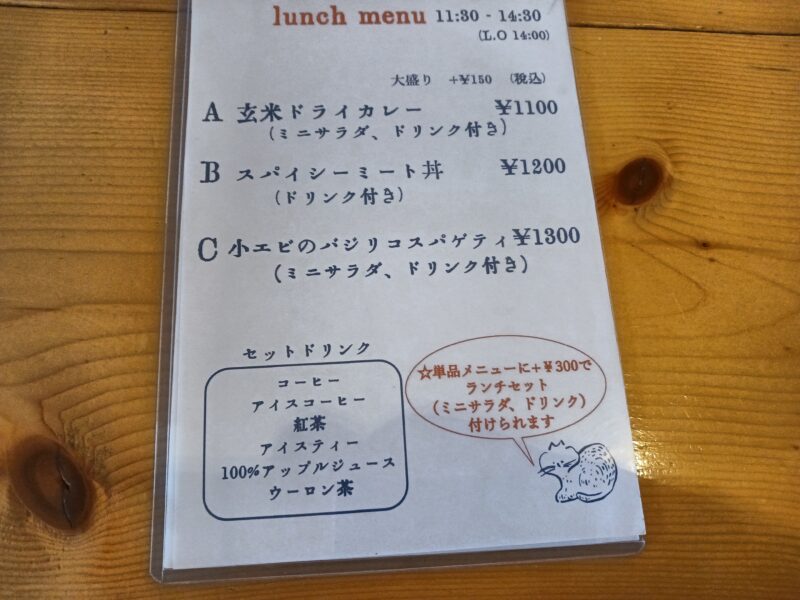 lunch menu 11:30 - 14:30
(L.O 14:00)
大盛り +¥150 (税込)
A 玄米ドライカレー ¥1100
(ミニサラダ、ドリンク付き)
B スパイシーミート丼 ¥1200
(ドリンク付き)
C 小エビのバジリコスパゲティ ¥1300
(ミニサラダ、ドリンク付き)
セットドリンク
コーヒー
アイスコーヒー
紅茶
アイスティー
100%アップルジュース
ウーロン茶
☆単品メニューに+¥300で
ランチセット
(ミニサラダ、ドリンク)
付けられます